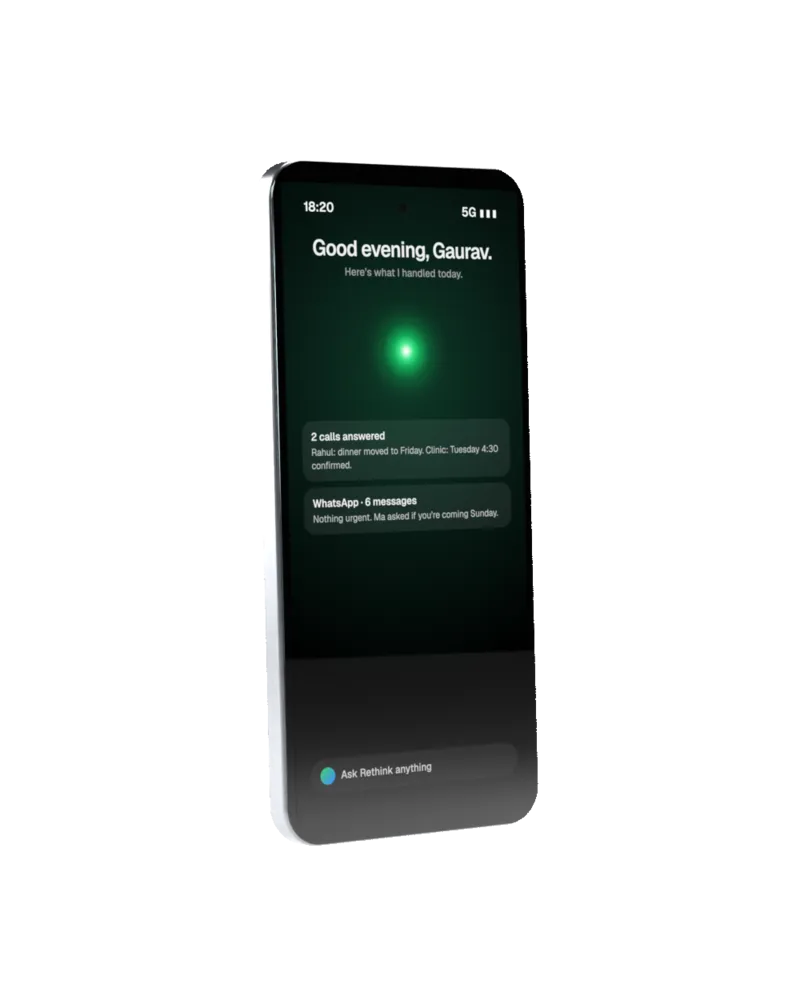 18:20
5G
Good evening, Gaurav.
Here's what I handled today.
2 calls answered
Rahul: dinner moved to Friday. Clinic: Tuesday 4:30
confirmed.
WhatsApp · 6 messages
Nothing urgent. Ma asked if you're coming Sunday.
Ask Rethink anything